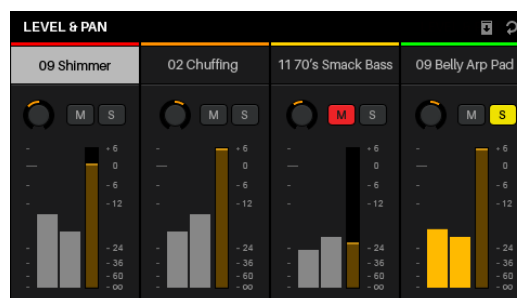 LEVEL & PAN
09 Shimmer 02 Chuffing 11 70's Smack Bass 09 Belly Arp Pad
M S M S M S M S
- + 6 - + 6 - + 6 - + 6
— 0 — 0 — 0 — 0
- - 6 - - 6 - - 6 - - 6
- - 12 - - 12 - - 12 - - 12
- - 24 - - 24 - - 24 - - 24
- - 36 - - 36 - - 36 - - 36
- - 60 - - 60 - - 60 - - 60
- - ∞ - - ∞ - - ∞ - - ∞